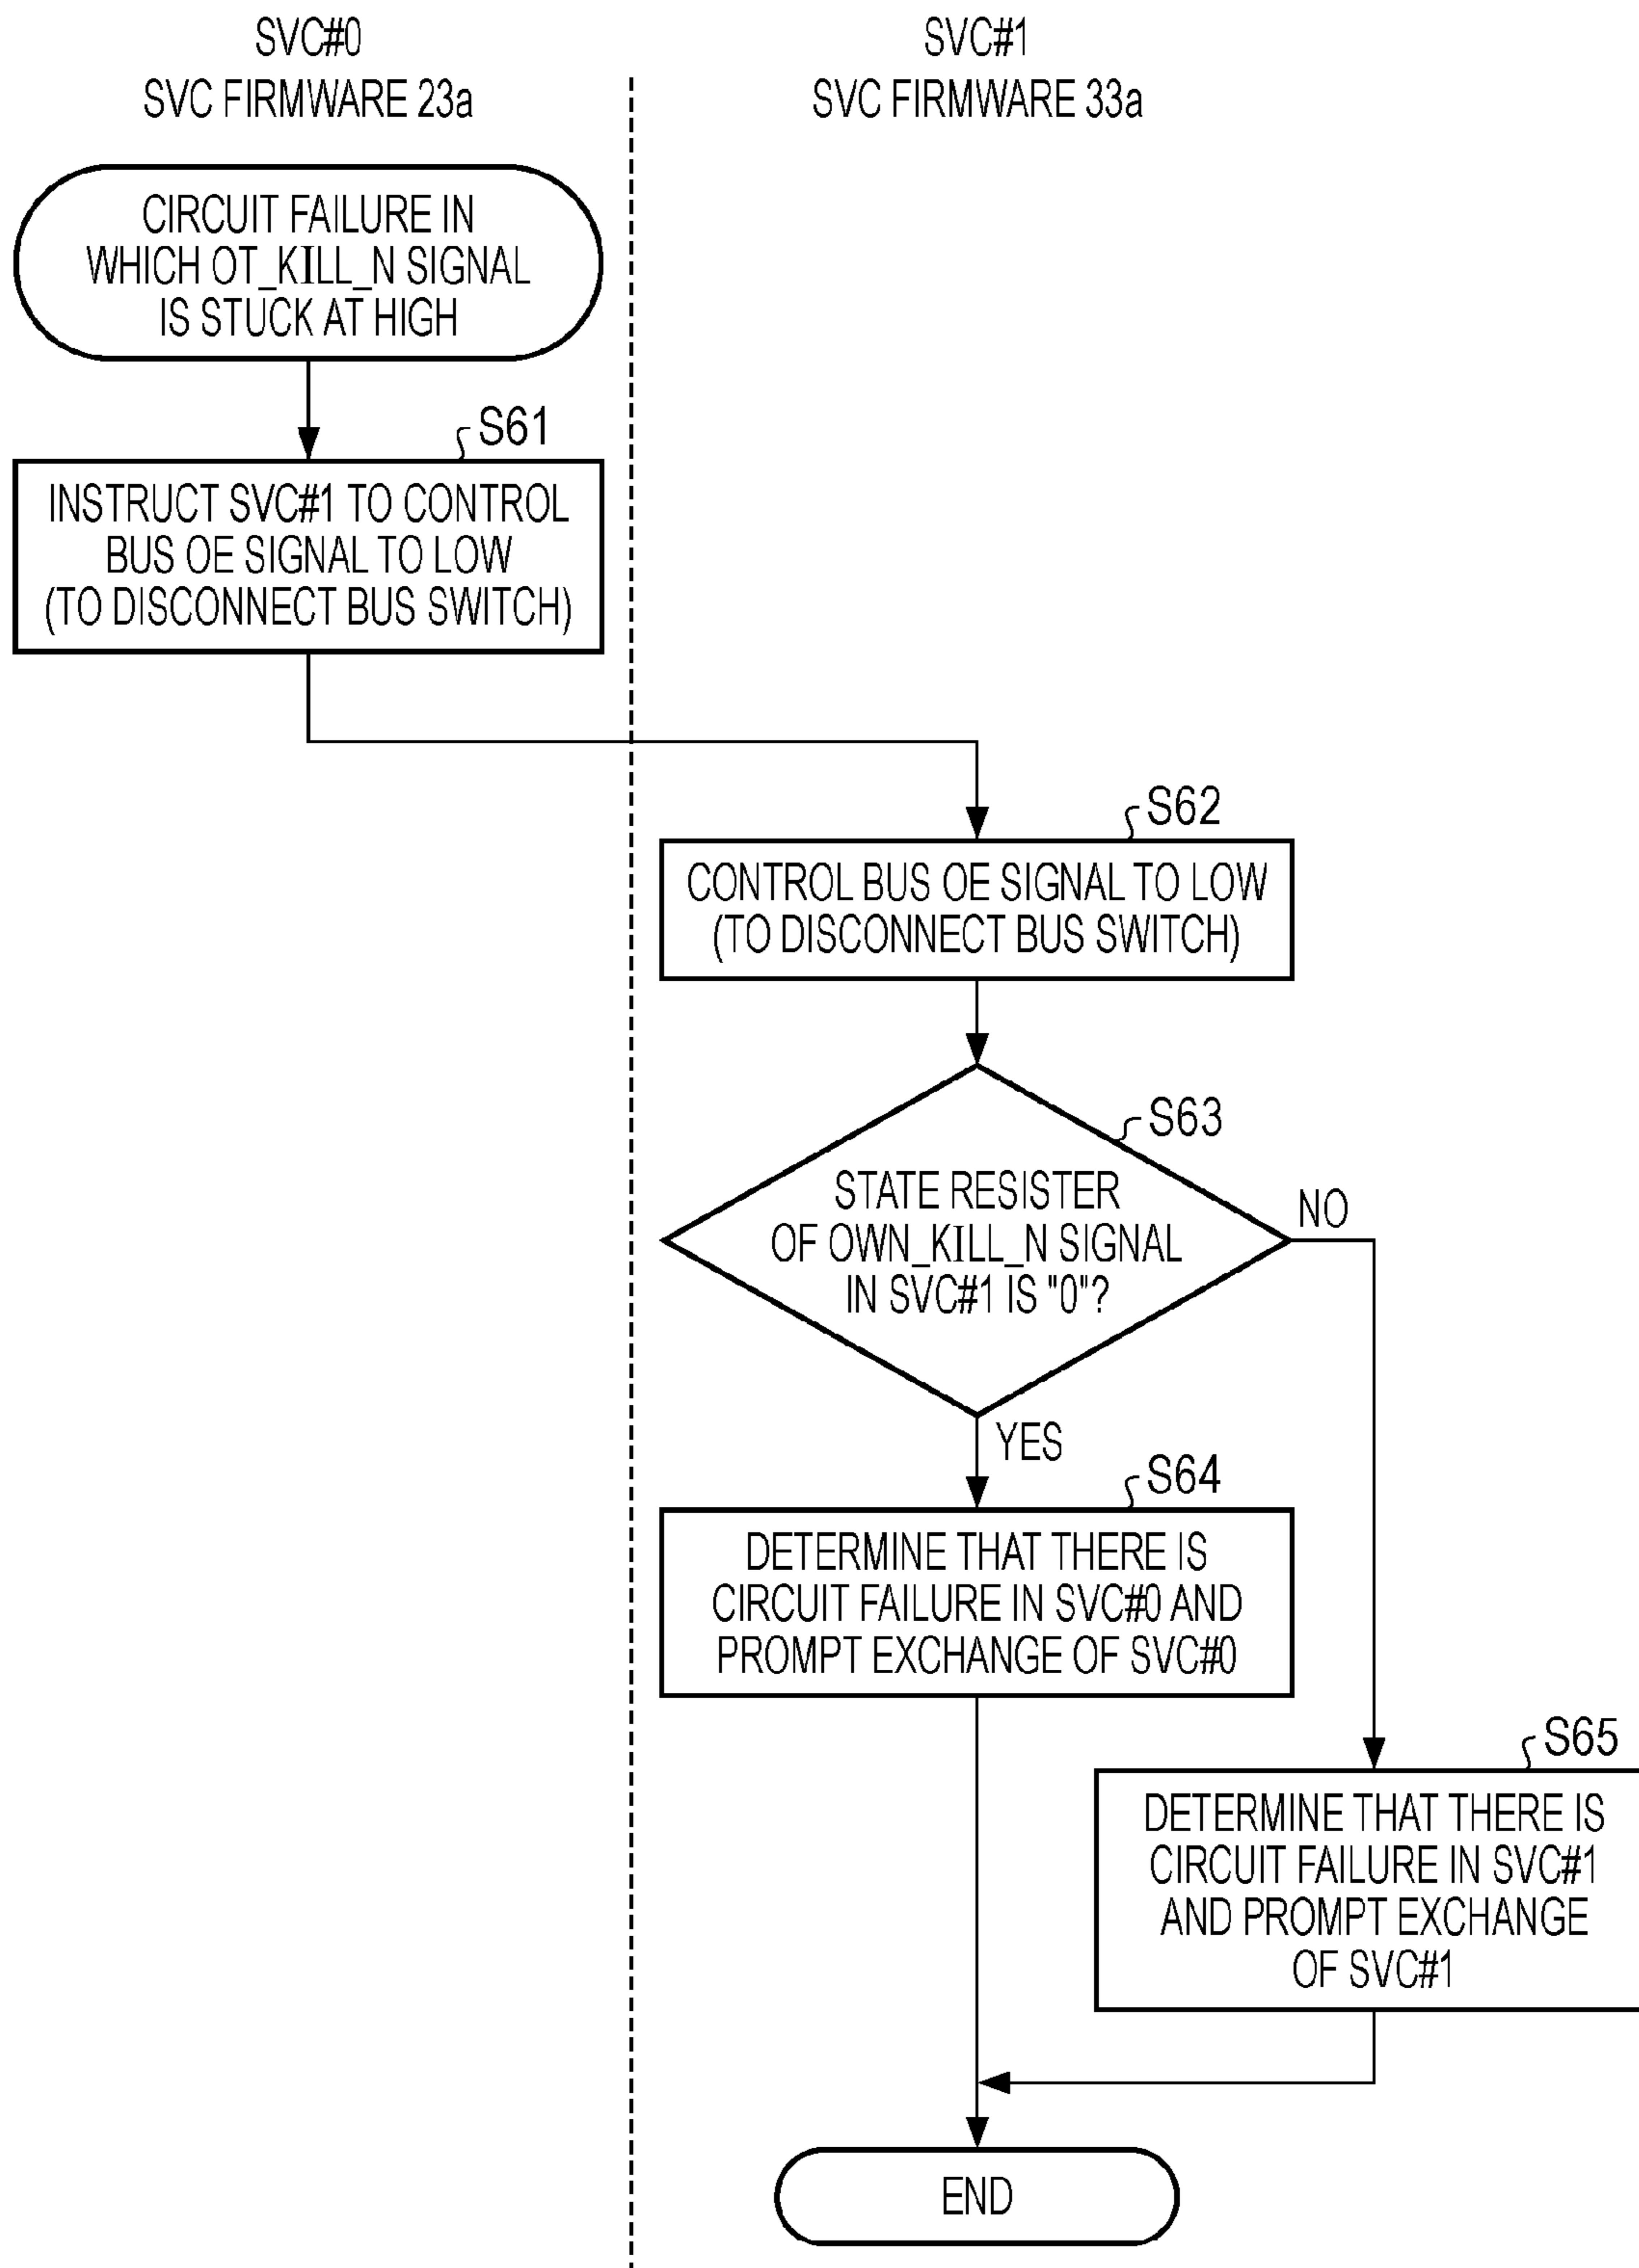 SVC#0
SVC FIRMWARE 23a
SVC#1
SVC FIRMWARE 33a
CIRCUIT FAILURE IN
WHICH OT_KILL_N SIGNAL
IS STUCK AT HIGH
S61
INSTRUCT SVC#1 TO CONTROL
BUS OE SIGNAL TO LOW
(TO DISCONNECT BUS SWITCH)
S62
CONTROL BUS OE SIGNAL TO LOW
(TO DISCONNECT BUS SWITCH)
S63
STATE RESISTER
OF OWN_KILL_N SIGNAL
IN SVC#1 IS "0"?
NO
YES
S64
DETERMINE THAT THERE IS
CIRCUIT FAILURE IN SVC#0 AND
PROMPT EXCHANGE OF SVC#0
S65
DETERMINE THAT THERE IS
CIRCUIT FAILURE IN SVC#1
AND PROMPT EXCHANGE
OF SVC#1
END